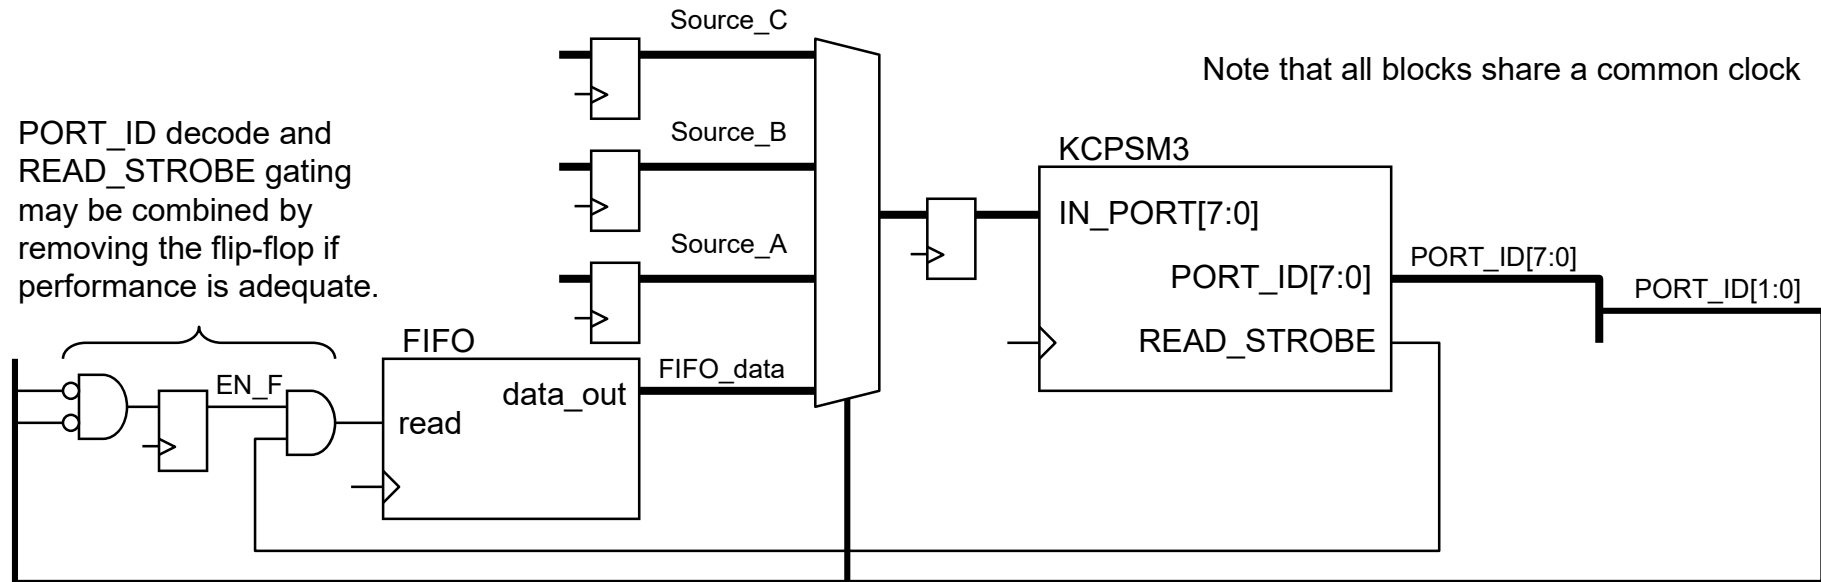 Source_C
Note that all blocks share a common clock
PORT_ID decode and
READ_STROBE gating
may be combined by
removing the flip-flop if
performance is adequate.
Source_B
KCPSM3
IN_PORT[7:0]
Source_A
PORT_ID[7:0]
PORT_ID[7:0]
PORT_ID[1:0]
READ_STROBE
FIFO
FIFO_data
EN_F
data_out
read